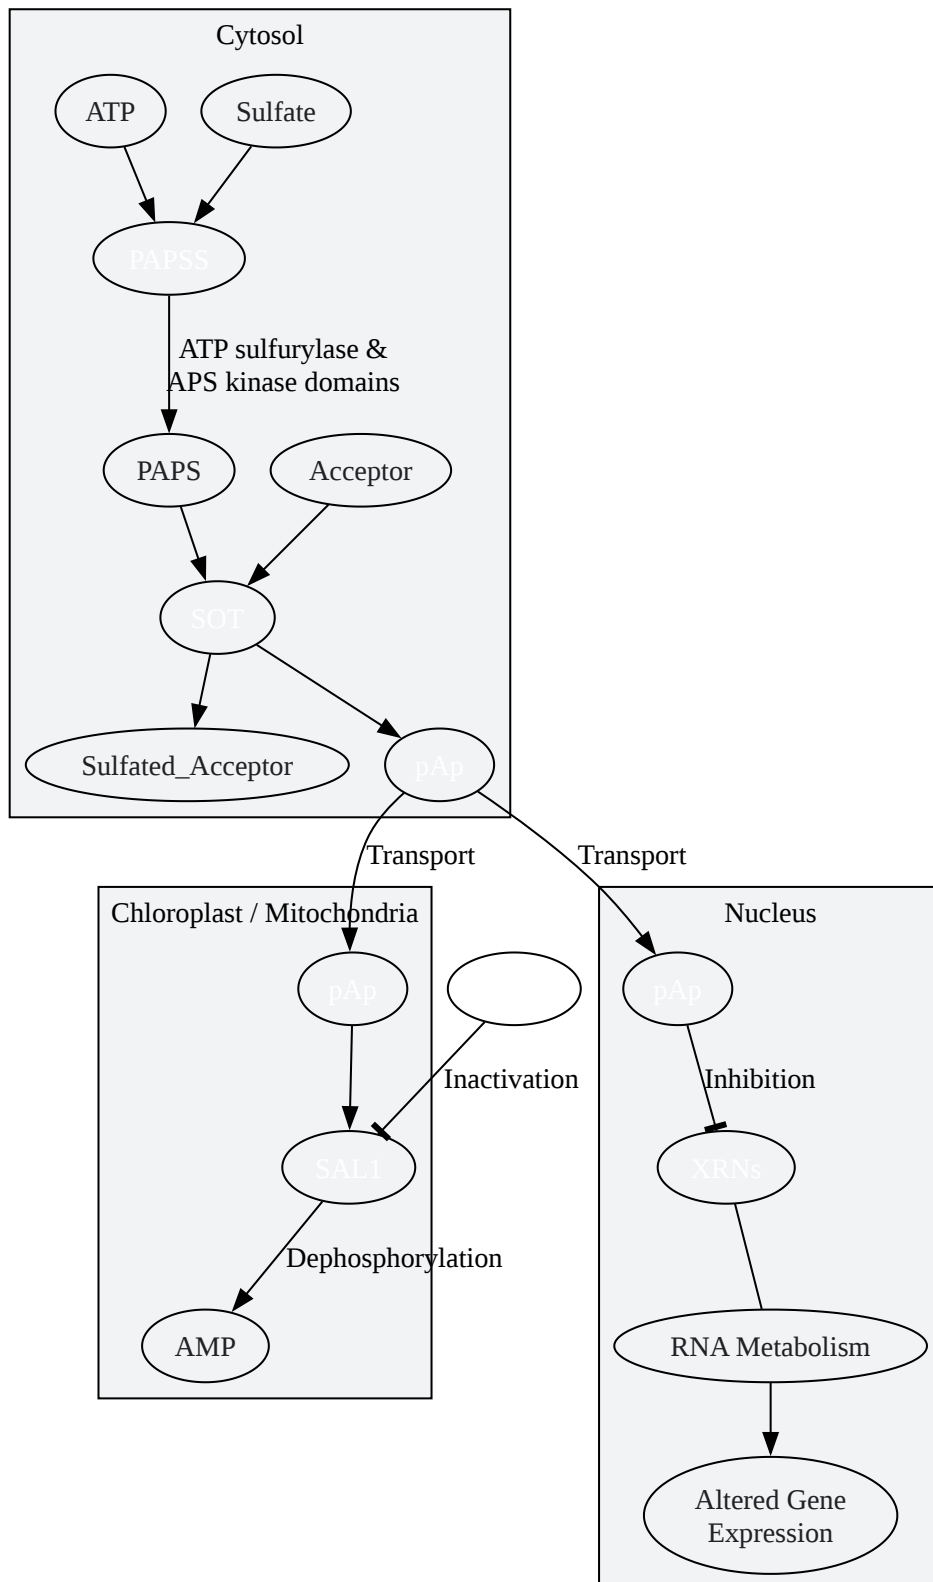 Cytosol
ATP
Sulfate
PAPSS
ATP sulfurylase &
APS kinase domains
PAPS
Acceptor
SOT
Sulfated_Acceptor
pAp
Transport
Transport
Chloroplast / Mitochondria
Nucleus
pAp
pAp
Inactivation
Inhibition
SAL1
XRNs
Dephosphorylation
AMP
RNA Metabolism
Altered Gene
Expression